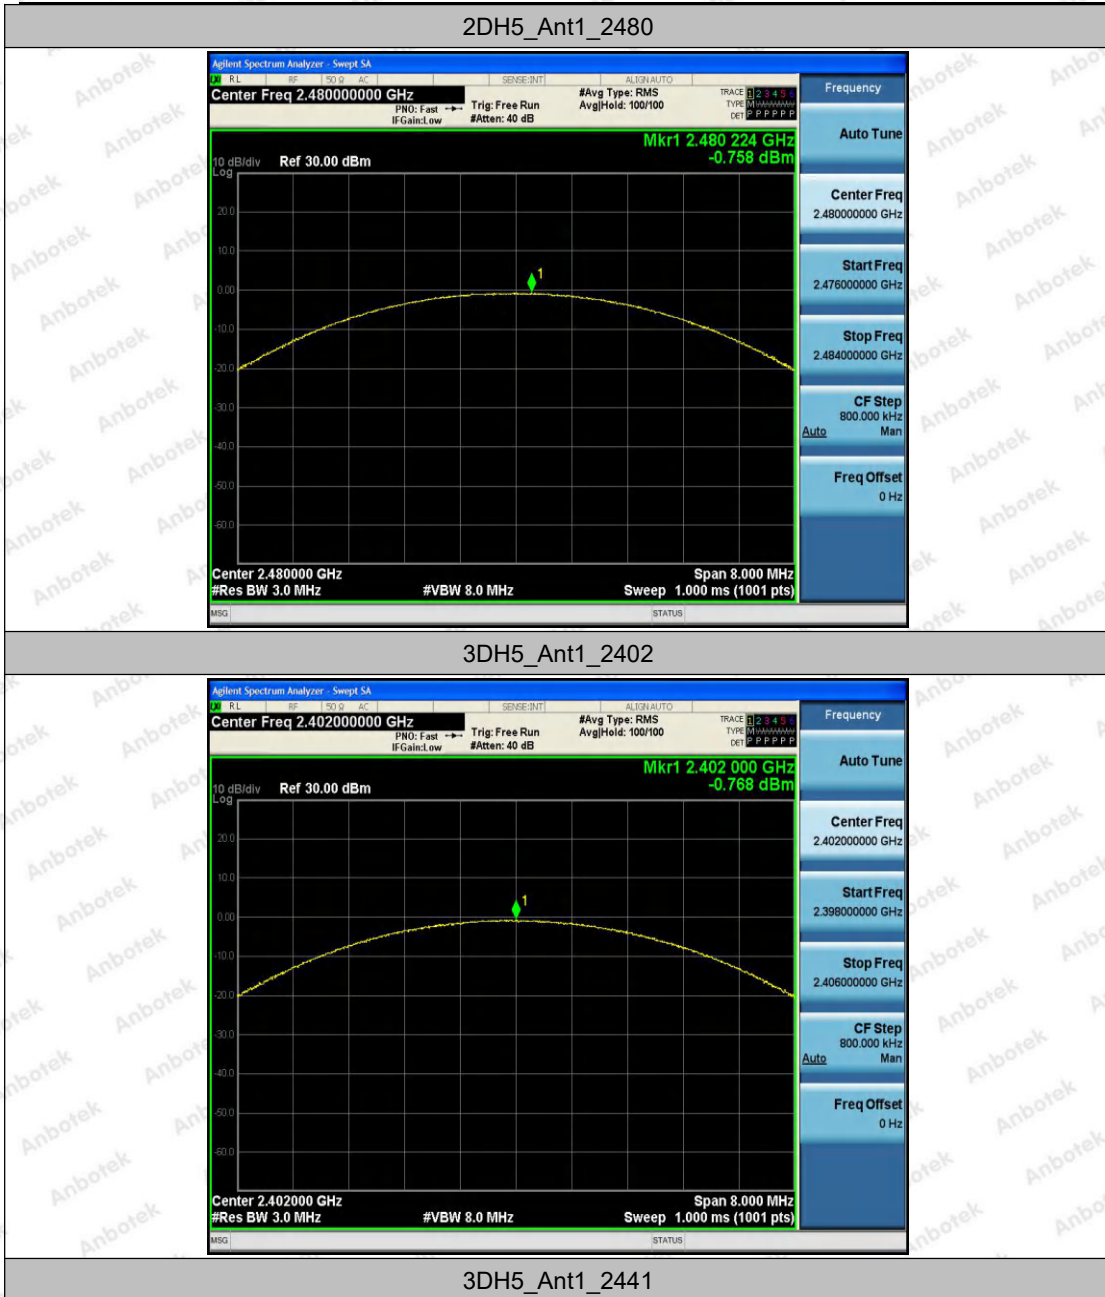 2DH5_Ant1_2480
Agilent Spectrum Analyzer - Swept SA
RL RF 50 Ω AC SENSE:INT ALIGNAUTO
Center Freq 2.480000000 GHz
PNO: Fast
IFGain:Low
Trig: Free Run
#Atten: 40 dB
#Avg Type: RMS
Avg|Hold: 100/100
TRACE 1 2 3 4 5 6
TYPE M
DET P P P P P P
Mkr1 2.480 224 GHz
-0.758 dBm
10 dB/div Ref 30.00 dBm
Log
20.0
10.0
0.00
-10.0
-20.0
-30.0
-40.0
-50.0
-60.0
1
Center 2.480000 GHz
Span 8.000 MHz
#Res BW 3.0 MHz #VBW 8.0 MHz Sweep 1.000 ms (1001 pts)
MSG STATUS
Frequency
Auto Tune
Center Freq
2.480000000 GHz
Start Freq
2.476000000 GHz
Stop Freq
2.484000000 GHz
CF Step
800.000 kHz
Auto Man
Freq Offset
0 Hz
3DH5_Ant1_2402
Agilent Spectrum Analyzer - Swept SA
RL RF 50 Ω AC SENSE:INT ALIGNAUTO
Center Freq 2.402000000 GHz
PNO: Fast
IFGain:Low
Trig: Free Run
#Atten: 40 dB
#Avg Type: RMS
Avg|Hold: 100/100
TRACE 1 2 3 4 5 6
TYPE M
DET P P P P P P
Mkr1 2.402 000 GHz
-0.768 dBm
10 dB/div Ref 30.00 dBm
Log
20.0
10.0
0.00
-10.0
-20.0
-30.0
-40.0
-50.0
-60.0
1
Center 2.402000 GHz
Span 8.000 MHz
#Res BW 3.0 MHz #VBW 8.0 MHz Sweep 1.000 ms (1001 pts)
MSG STATUS
Frequency
Auto Tune
Center Freq
2.402000000 GHz
Start Freq
2.398000000 GHz
Stop Freq
2.406000000 GHz
CF Step
800.000 kHz
Auto Man
Freq Offset
0 Hz
3DH5_Ant1_2441
Anbotek